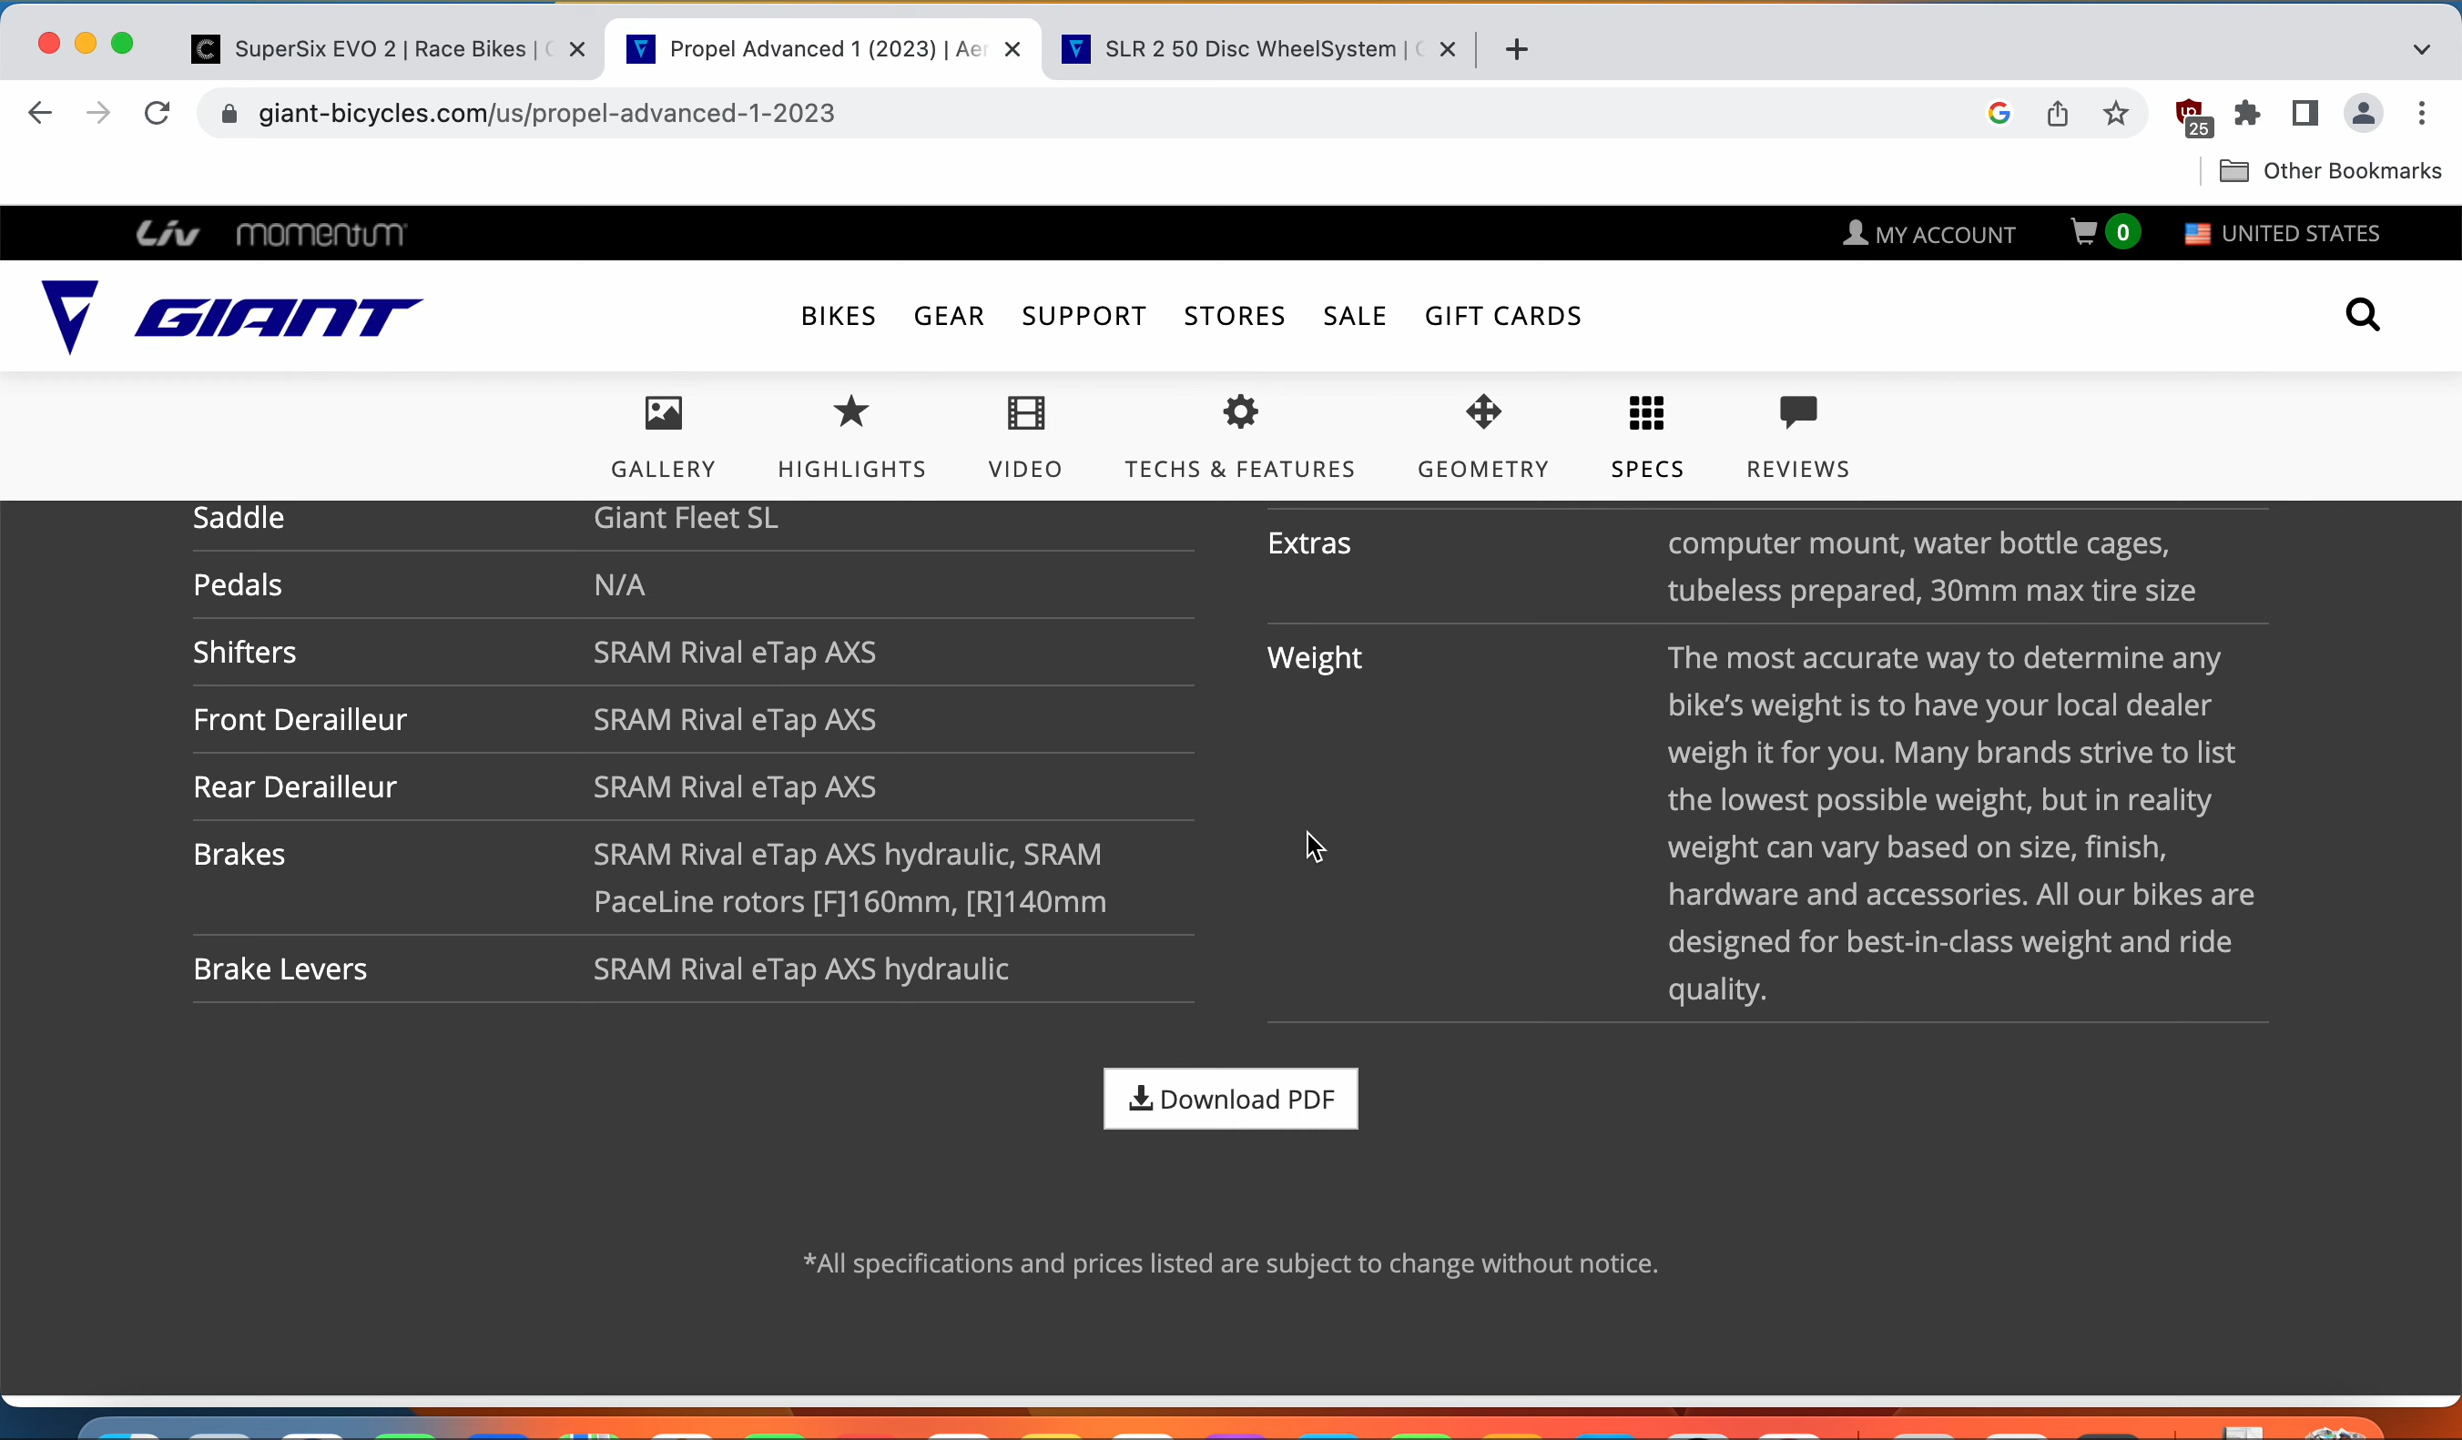 SuperSix EVO 2 | Race Bikes |
Propel Advanced 1 (2023) | Aer
SLR 2 50 Disc WheelSystem |
giant-bicycles.com/us/propel-advanced-1-2023
25
Other Bookmarks
Liv momentum
MY ACCOUNT
0
UNITED STATES
GIANT
BIKES GEAR SUPPORT STORES SALE GIFT CARDS
GALLERY HIGHLIGHTS VIDEO TECHS & FEATURES GEOMETRY SPECS REVIEWS
Saddle Giant Fleet SL
Pedals N/A
Shifters SRAM Rival eTap AXS
Front Derailleur SRAM Rival eTap AXS
Rear Derailleur SRAM Rival eTap AXS
Brakes SRAM Rival eTap AXS hydraulic, SRAM
PaceLine rotors [F]160mm, [R]140mm
Brake Levers SRAM Rival eTap AXS hydraulic
Extras computer mount, water bottle cages,
tubeless prepared, 30mm max tire size
Weight The most accurate way to determine any
bike’s weight is to have your local dealer
weigh it for you. Many brands strive to list
the lowest possible weight, but in reality
weight can vary based on size, finish,
hardware and accessories. All our bikes are
designed for best-in-class weight and ride
quality.
Download PDF
*All specifications and prices listed are subject to change without notice.